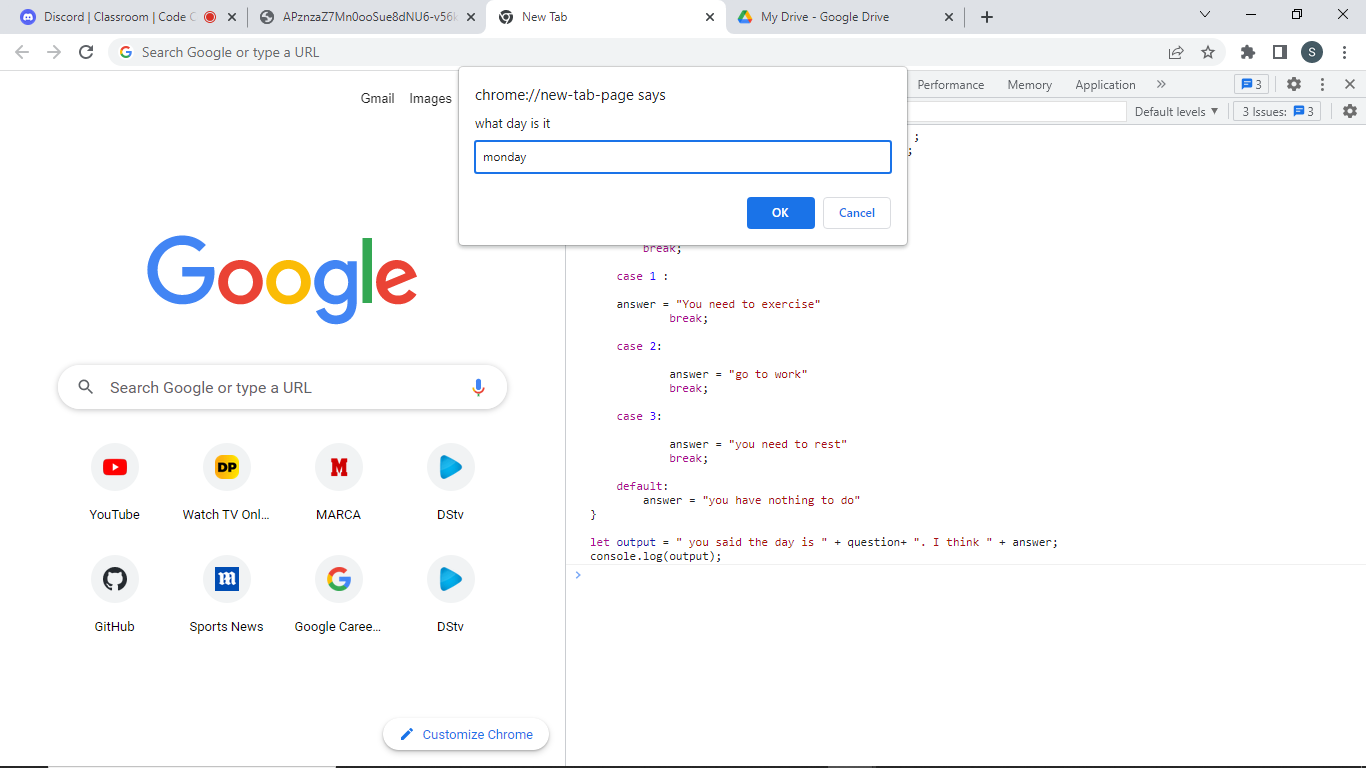 Discord | Classroom | Code C
APznzaZ7Mn0ooSue8dNU6-v56k
New Tab
My Drive - Google Drive
Search Google or type a URL
S
Gmail
Images
chrome://new-tab-page says
what day is it
monday
OK
Cancel
Performance
Memory
Application
3
Default levels
3 Issues:
3
;
;
break;
case 1 :
answer = "You need to exercise"
break;
case 2:
answer = "go to work"
break;
case 3:
answer = "you need to rest"
break;
default:
answer = "you have nothing to do"
}
let output = " you said the day is " + question+ ". I think " + answer;
console.log(output);
Google
Search Google or type a URL
DP
M
YouTube
Watch TV Onl...
MARCA
DStv
m
G
GitHub
Sports News
Google Caree...
DStv
Customize Chrome